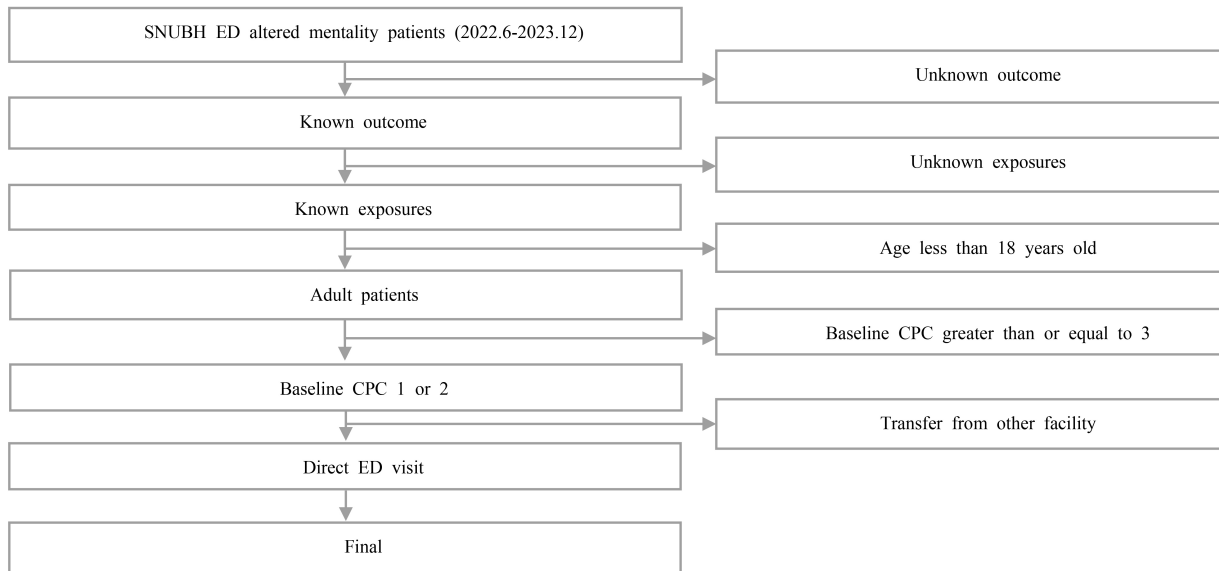 SNUBH ED altered mentality patients (2022.6-2023.12)
Unknown outcome
Known outcome
Unknown exposures
Known exposures
Age less than 18 years old
Adult patients
Baseline CPC greater than or equal to 3
Baseline CPC 1 or 2
Transfer from other facility
Direct ED visit
Final